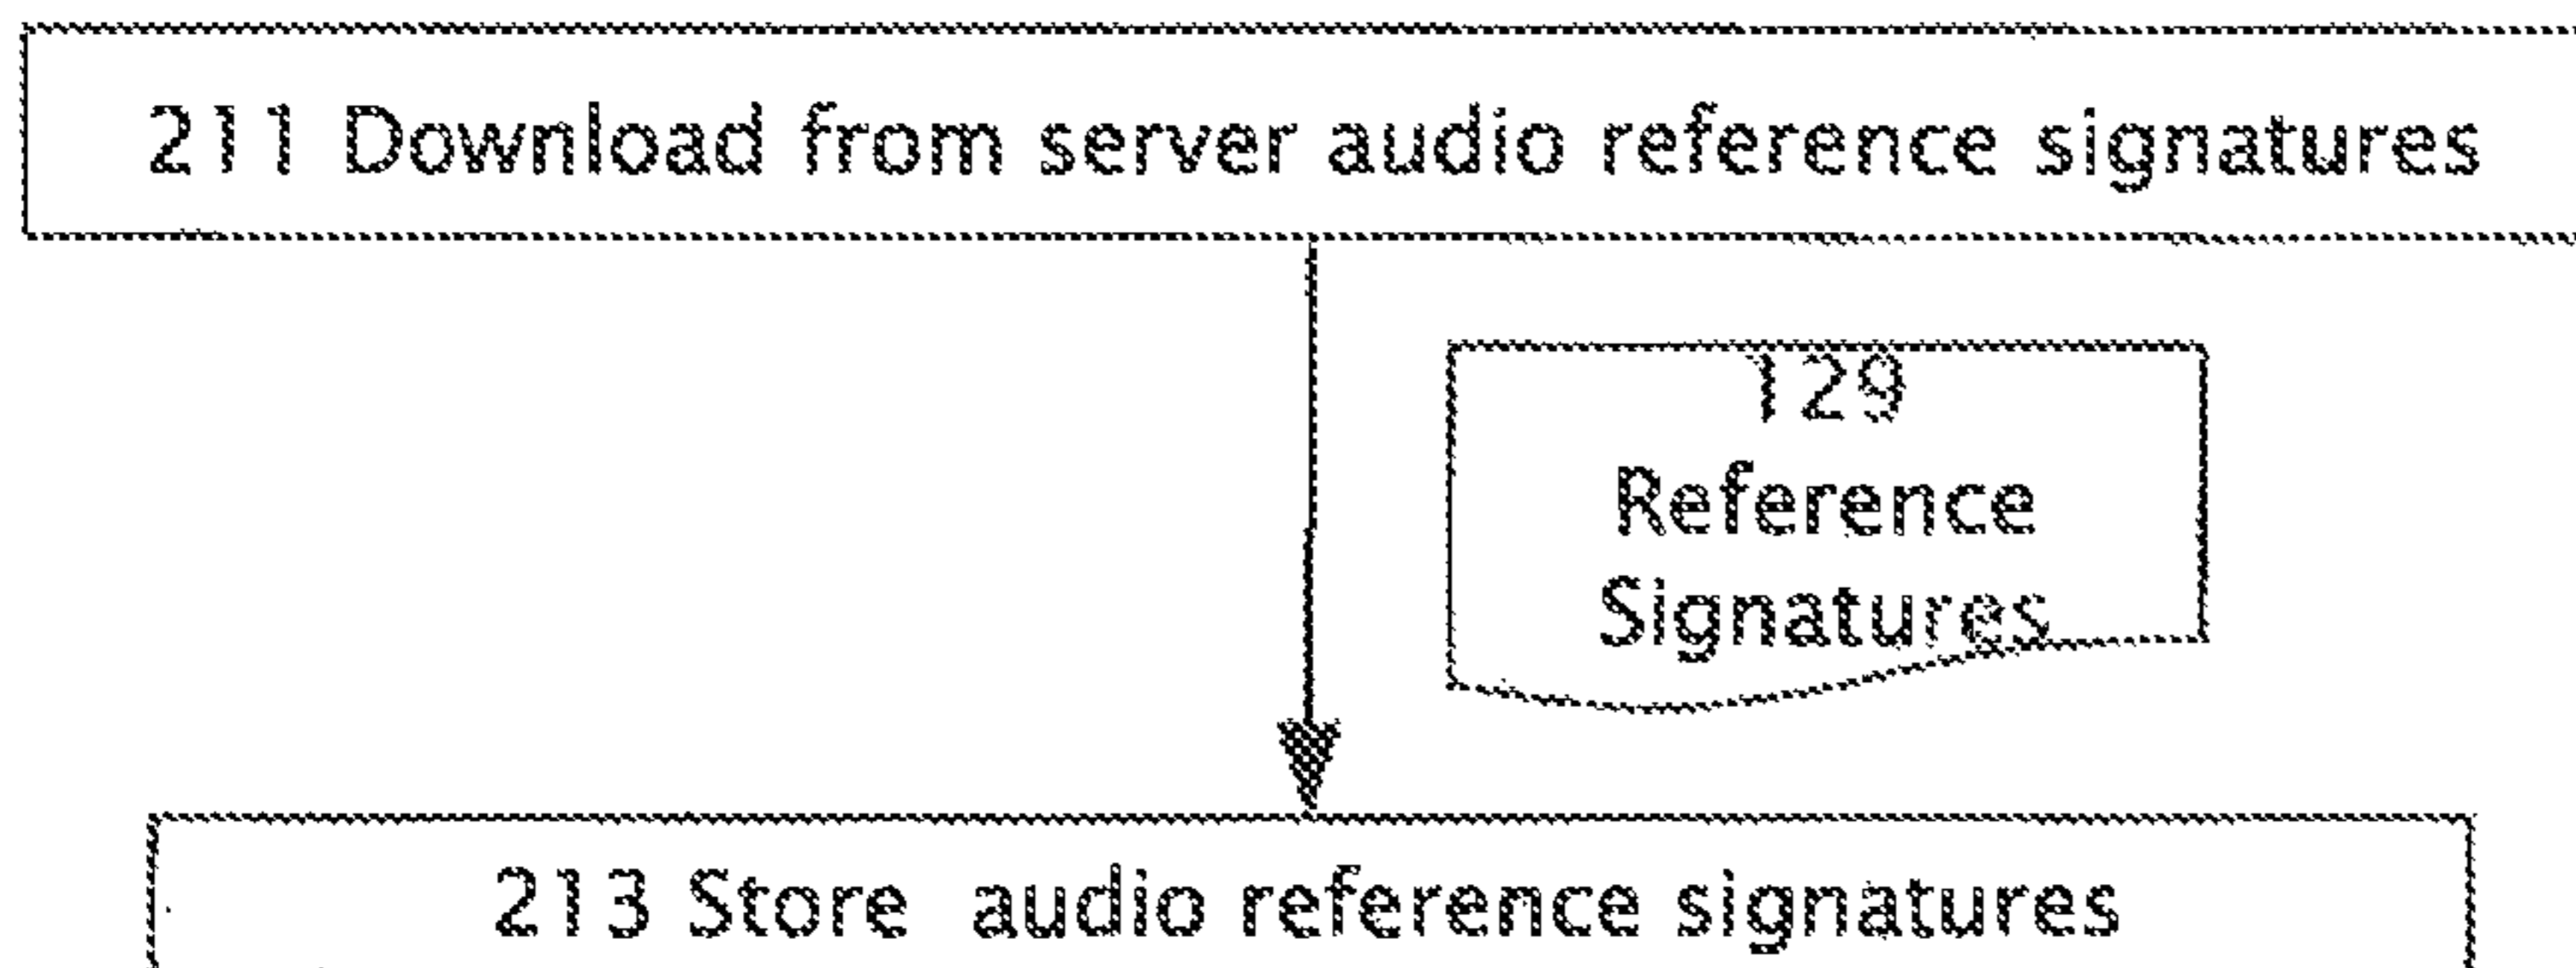 211 Download from server audio reference signatures
129
Reference
Signatures
213 Store audio reference signatures